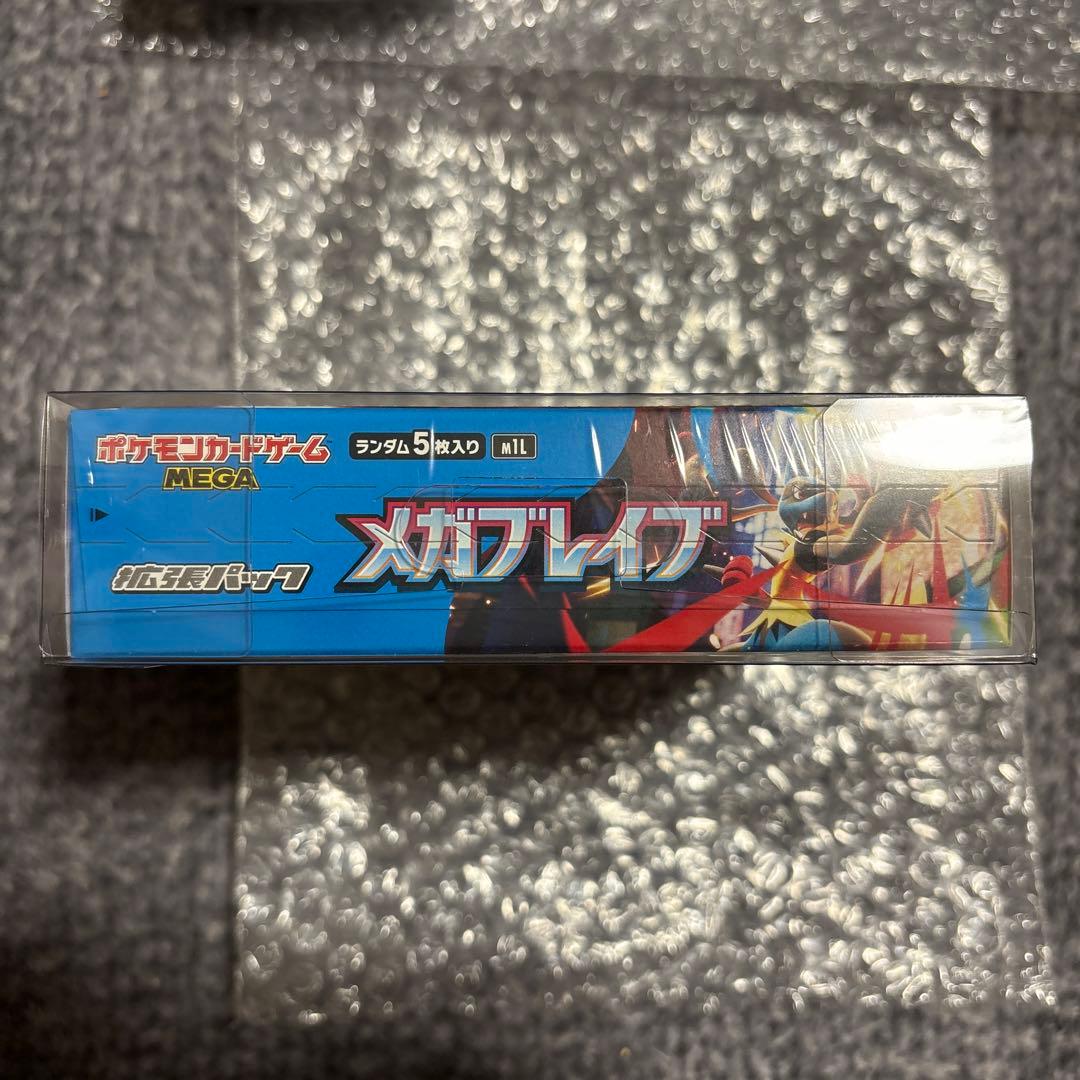 ポケモンカードゲーム
MEGA
ランダム5枚入り M1L
メガブレイブ
拡張パック